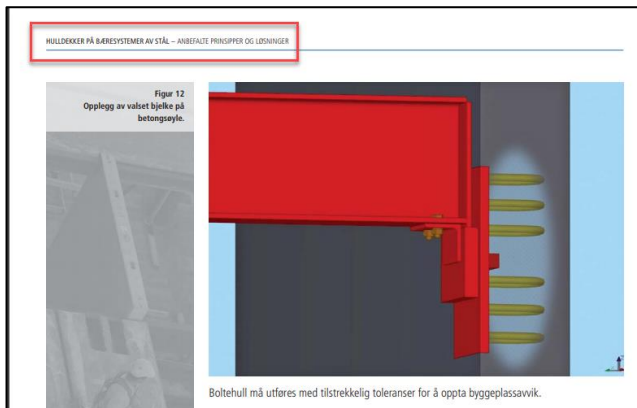 HULLDEKKER PÅ BÆRESYSTEMER AV STÅL – ANBEFALTE PRINSIPPER OG LØSNINGER
Figur 12
Opplegg av valset bjelke på
betongsøyle.
Boltehull må utføres med tilstrekkelig toleranser for å oppta byggeplassavvik.